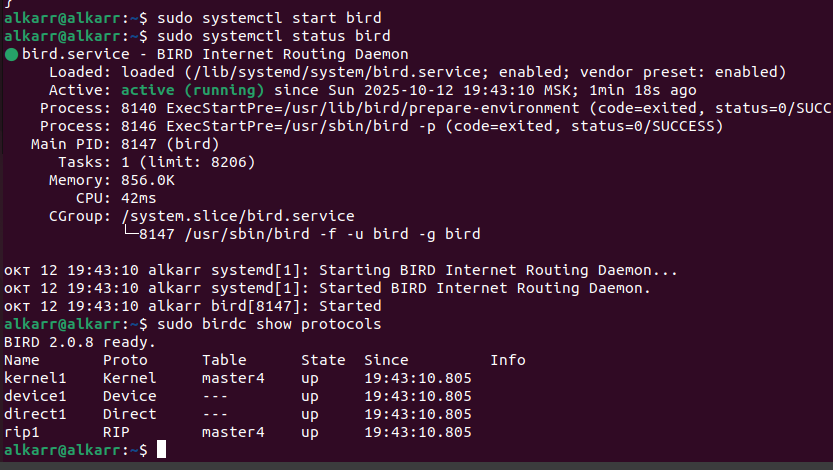 }
alkarr@alkarr:~$ sudo systemctl start bird
alkarr@alkarr:~$ sudo systemctl status bird
● bird.service - BIRD Internet Routing Daemon
     Loaded: loaded (/lib/systemd/system/bird.service; enabled; vendor preset: enabled)
     Active: active (running) since Sun 2025-10-12 19:43:10 MSK; 1min 18s ago
    Process: 8140 ExecStartPre=/usr/lib/bird/prepare-environment (code=exited, status=0/SUCC
    Process: 8146 ExecStartPre=/usr/sbin/bird -p (code=exited, status=0/SUCCESS)
   Main PID: 8147 (bird)
      Tasks: 1 (limit: 8206)
     Memory: 856.0K
        CPU: 42ms
     CGroup: /system.slice/bird.service
             └─8147 /usr/sbin/bird -f -u bird -g bird
окт 12 19:43:10 alkarr systemd[1]: Starting BIRD Internet Routing Daemon...
окт 12 19:43:10 alkarr systemd[1]: Started BIRD Internet Routing Daemon.
окт 12 19:43:10 alkarr bird[8147]: Started
alkarr@alkarr:~$ sudo birdc show protocols
BIRD 2.0.8 ready.
Name       Proto      Table      State  Since         Info
kernel1    Kernel     master4    up     19:43:10.805
device1    Device     ---        up     19:43:10.805
direct1    Direct     ---        up     19:43:10.805
rip1       RIP        master4    up     19:43:10.805
alkarr@alkarr:~$